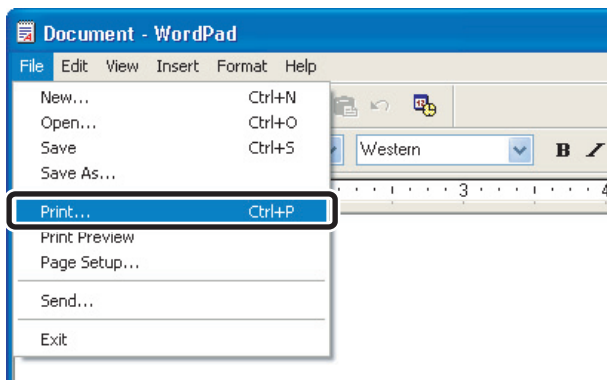 Document - WordPad
File Edit View Insert Format Help
New... Ctrl+N
Open... Ctrl+O
Save Ctrl+S
Western B I
Save As...
3 4
Print... Ctrl+P
Print Preview
Page Setup...
Send...
Exit